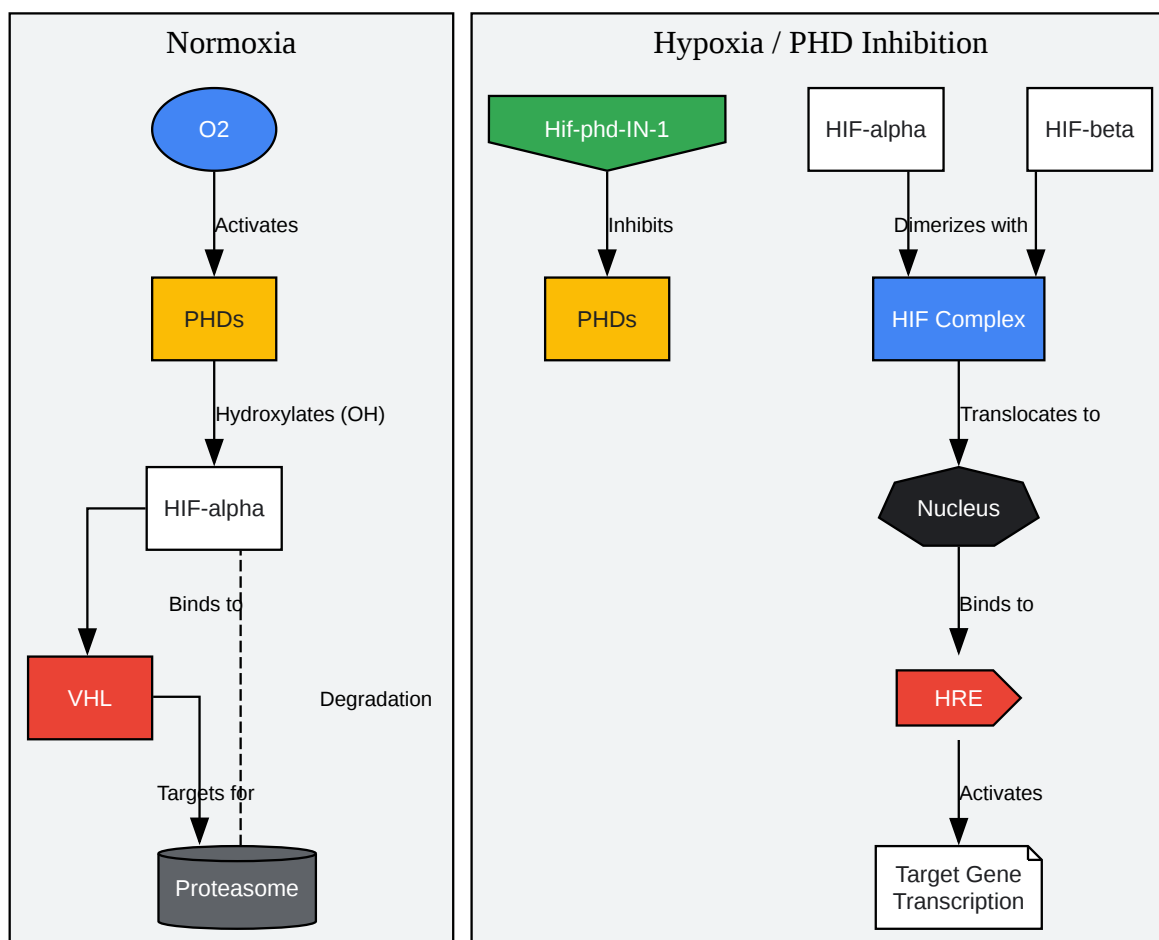 Normoxia
O2
Activates
PHDs
Hydroxylates (OH)
HIF-alpha
Binds to
VHL
Degradation
Targets for
Proteasome
Hypoxia / PHD Inhibition
Hif-phd-IN-1
HIF-alpha
HIF-beta
Inhibits
Dimerizes with
PHDs
HIF Complex
Translocates to
Nucleus
Binds to
HRE
Activates
Target Gene
Transcription